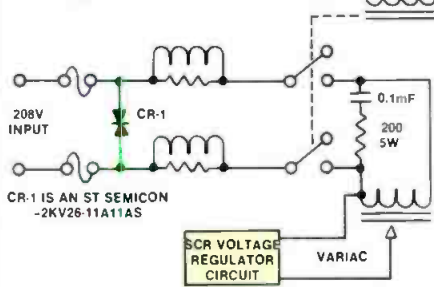 208V
INPUT
CR-1
0.1mF
200
5W
CR-1 IS AN ST SEMICON
-2KV26-11A11AS
SCR VOLTAGE
REGULATOR
CIRCUIT
VARIAC